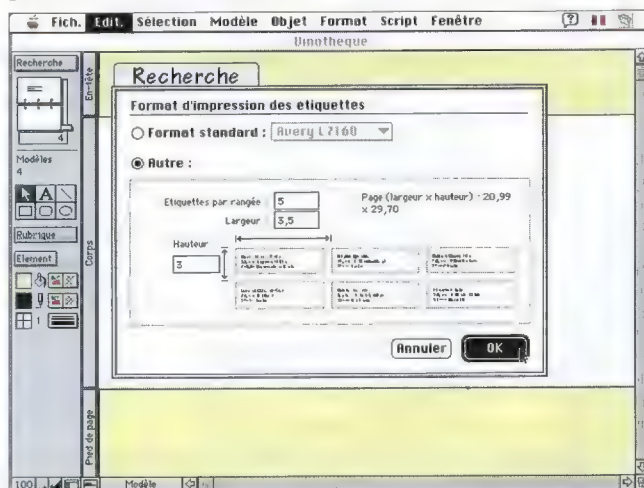 Fich. Edit. Sélection Modèle Objet Format Script Fenêtre
Vinotheque
Recherche
4
Modèles
4
A
Rubrique
Element
1
100
En-tête
Corps
Pied de page
Recherche
Format d'impression des etiquettes
Format standard : Avery L7160
Autre :
Etiquettes par rangée 5
Largeur 3,5
Page (largeur x hauteur) : 20,99
x 29,70
Hauteur
3
Annuler OK
Modèle